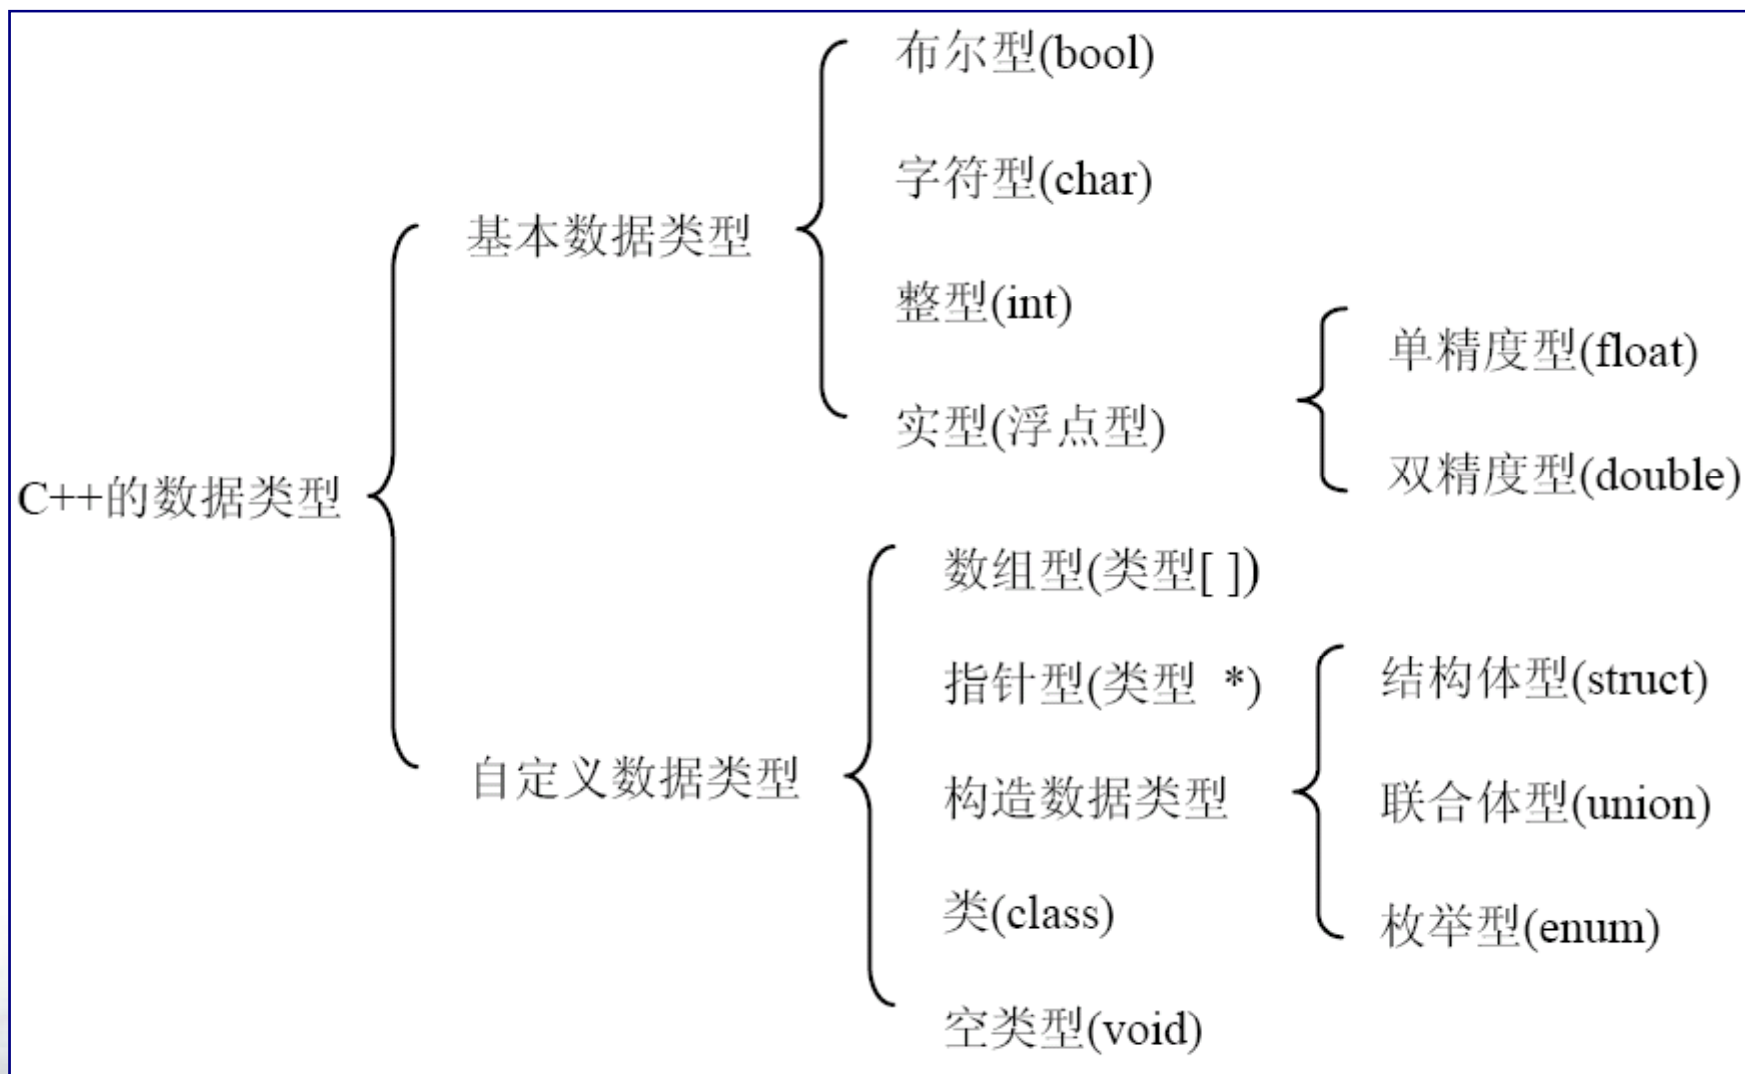 C++的数据类型
基本数据类型
布尔型(bool)
字符型(char)
整型(int)
实型(浮点型)
单精度型(float)
双精度型(double)
自定义数据类型
数组型(类型[ ])
指针型(类型 *)
构造数据类型
结构体型(struct)
联合体型(union)
枚举型(enum)
类(class)
空类型(void)